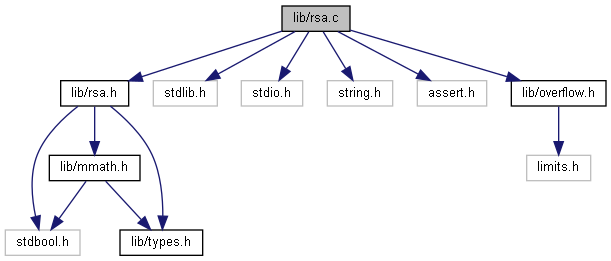 lib/rsa.c
lib/rsa.h
stdlib.h
stdio.h
string.h
assert.h
lib/overflow.h
lib/mmath.h
limits.h
stdbool.h
lib/types.h